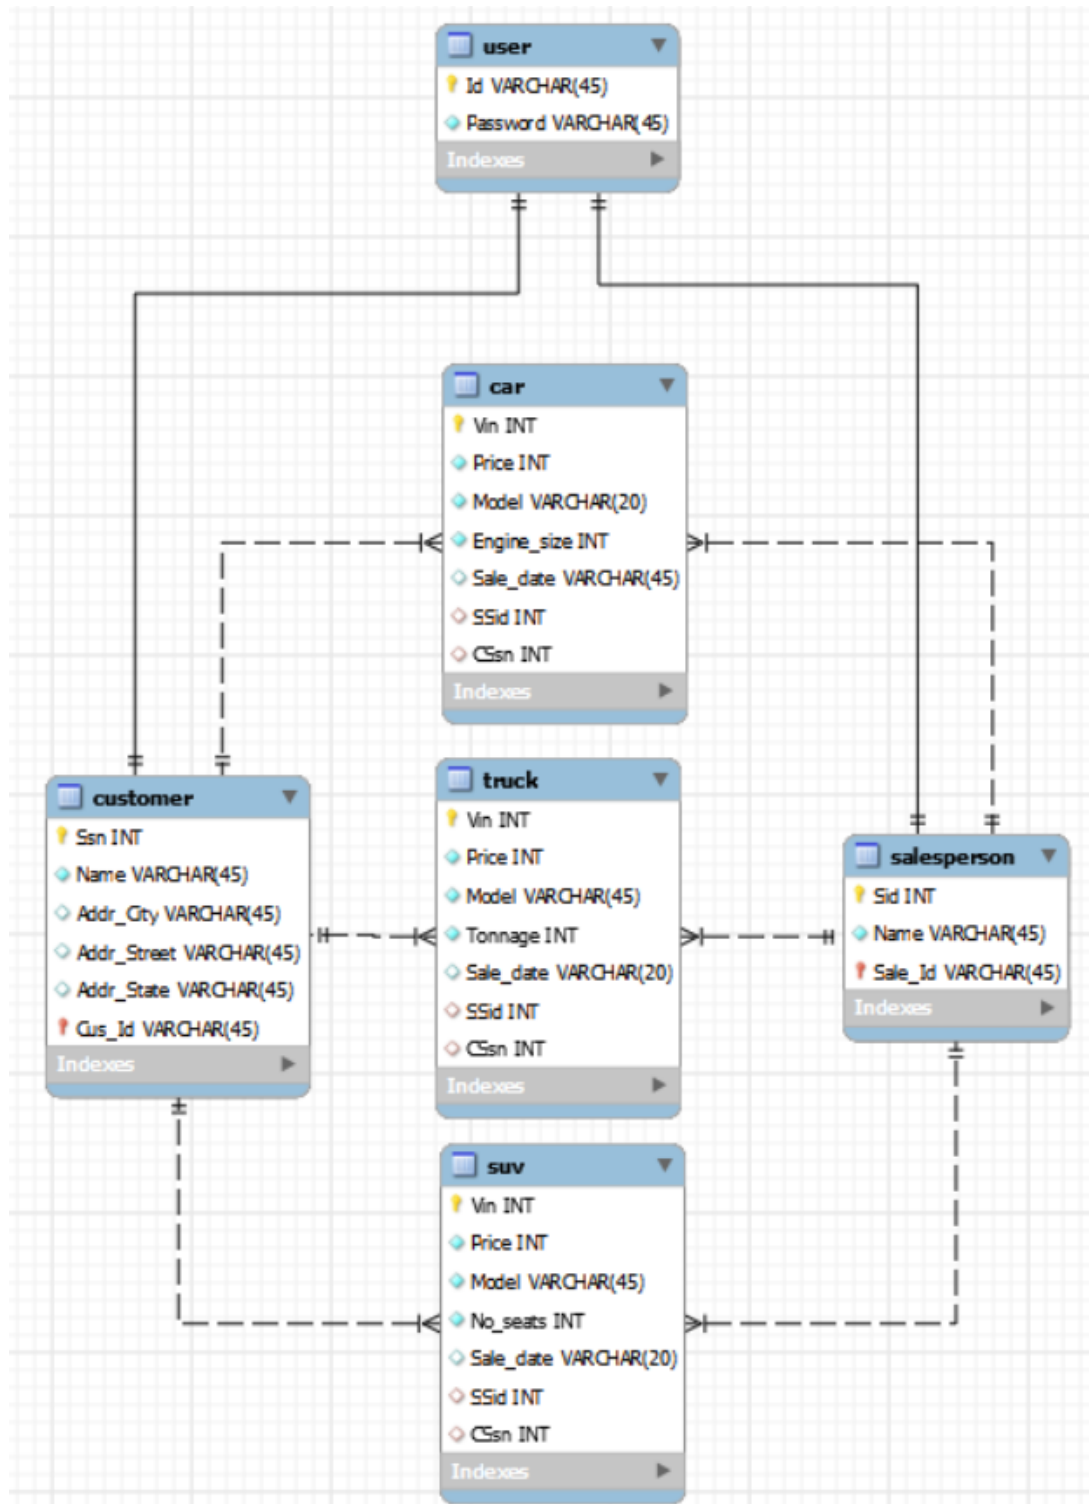 user
Id VARCHAR(45)
Password VARCHAR(45)
Indexes
car
Vin INT
Price INT
Model VARCHAR(20)
Engine_size INT
Sale_date VARCHAR(45)
SSid INT
CSsn INT
Indexes
customer
Ssn INT
Name VARCHAR(45)
Addr_City VARCHAR(45)
Addr_Street VARCHAR(45)
Addr_State VARCHAR(45)
Cus_Id VARCHAR(45)
Indexes
truck
Vin INT
Price INT
Model VARCHAR(45)
Tonnage INT
Sale_date VARCHAR(20)
SSid INT
CSsn INT
Indexes
salesperson
Sid INT
Name VARCHAR(45)
Sale_Id VARCHAR(45)
Indexes
suv
Vin INT
Price INT
Model VARCHAR(45)
No_seats INT
Sale_date VARCHAR(20)
SSid INT
CSsn INT
Indexes